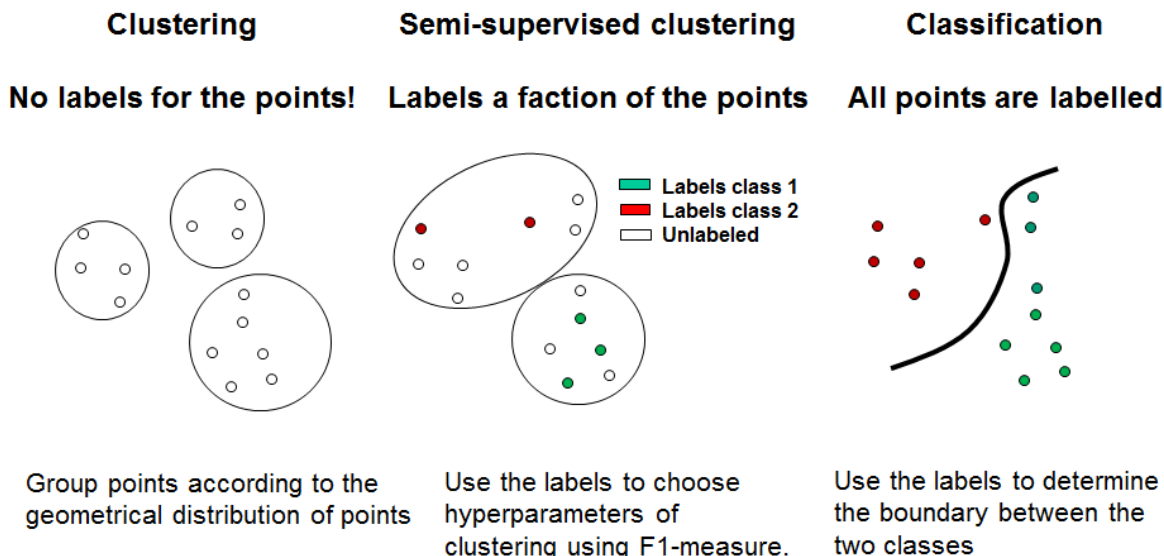 Clustering
No labels for the points!
Group points according to the
geometrical distribution of points
Semi-supervised clustering
Labels a faction of the points
Labels class 1
Labels class 2
Unlabeled
Use the labels to choose
hyperparameters of
clustering using F1-measure.
Classification
All points are labelled
Use the labels to determine
the boundary between the
two classes